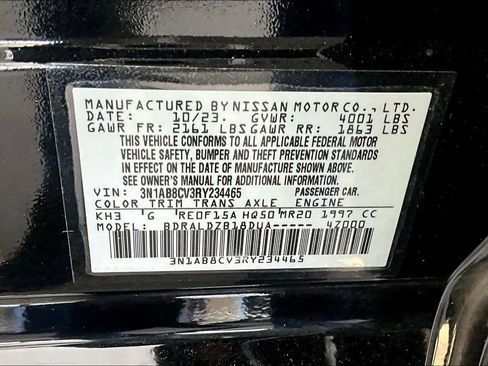 MANUFACTURED BY NISSAN MOTOR CO., LTD.
DATE: 10/23. GVWR: 4001 LBS
GAWR FR: 2161 LBS GAWR RR: 1863 LBS
THIS VEHICLE CONFORMS TO ALL APPLICABLE FEDERAL MOTOR
VEHICLE SAFETY, BUMPER AND THEFT PREVENTION STANDARDS
IN EFFECT ON THE DATE OF MANUFACTURE SHOWN ABOVE.
SEE OWNER'S MANUAL FOR ADDITIONAL INFORMATION.
VIN: 3N1AB8CV3RY234465 PASSENGER CAR.
COLOR TRIM TRANS AXLE ENGINE
KH3 G RE0F15A HQ50 MR20 1997 CC
MODEL: BDRALDZB18DUA----- 4Z000
3N1AB8CV3RY234465